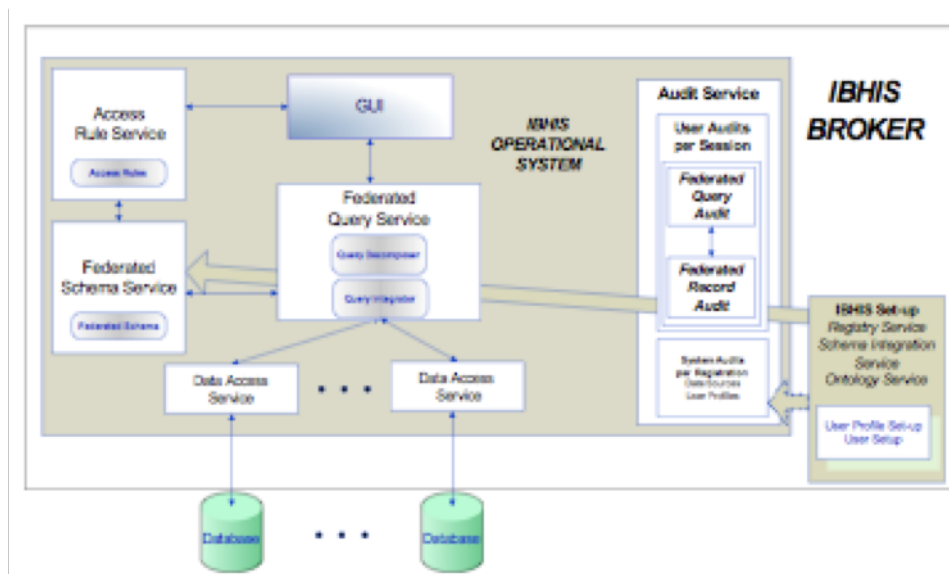 IBHIS
BROKER
IBHIS
OPERATIONAL
SYSTEM
Access
Rule Service
Access Rules
GUI
Federated
Query Service
Query Decomposer
Query Integrator
Federated
Schema Service
Federated Schema
Data Access
Service
• • •
Data Access
Service
Audit Service
User Audits
per Session
Federated
Query
Audit
Federated
Record
Audit
System Audits
per Registration
Data Sources
User Profiles
IBHIS Set-up
Registry Service
Schema Integration
Service
Ontology Service
User Profile Set-up
User Setup
Database
• • •
Database